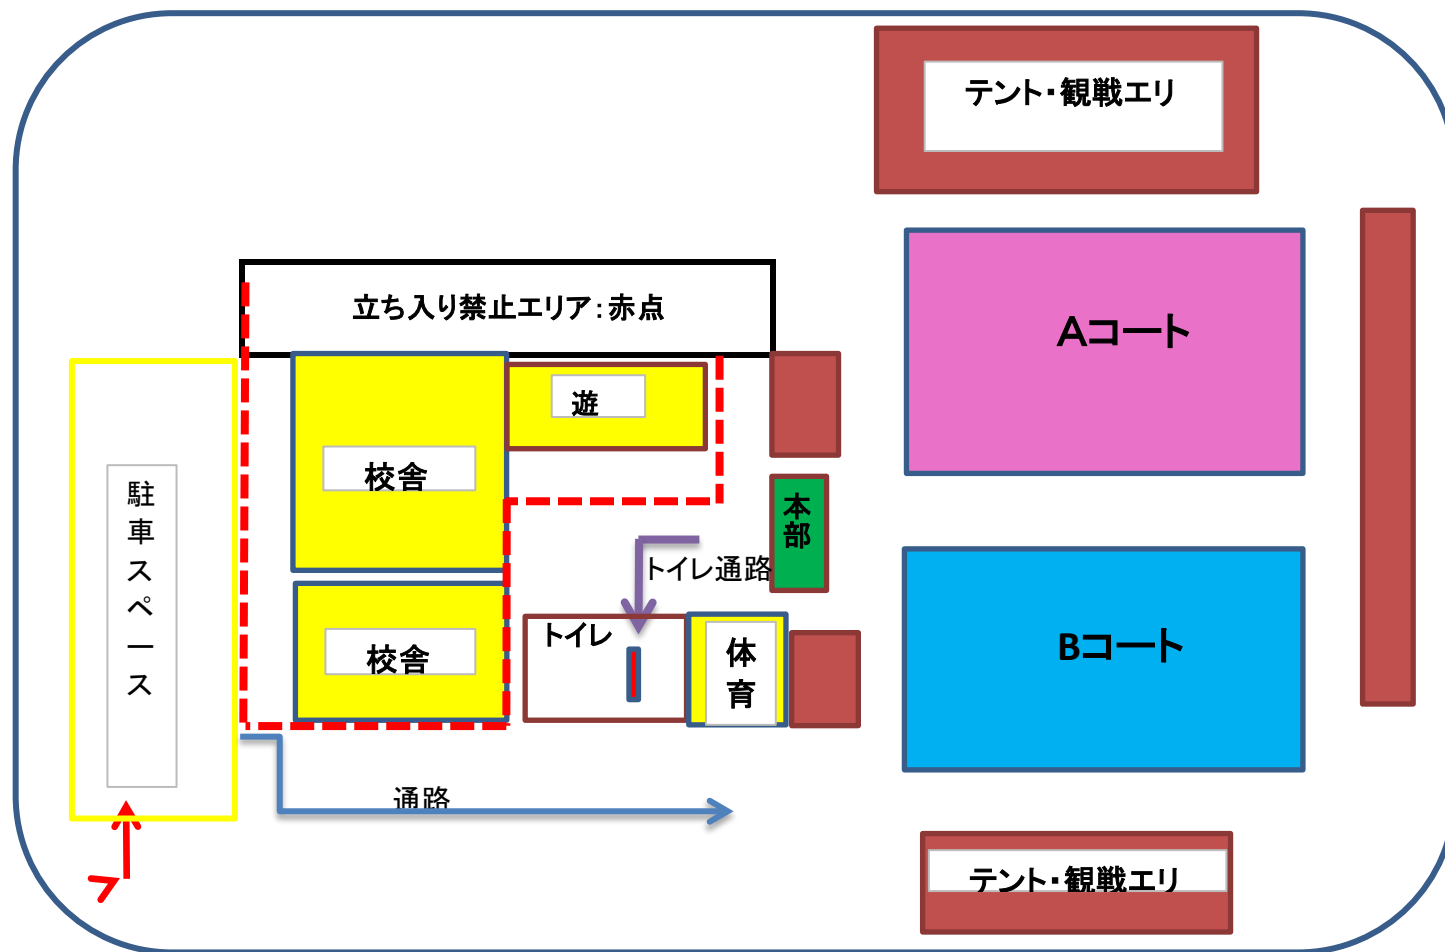 テント・観戦エリ
立ち入り禁止エリア：赤点
Aコート
遊
校舎
駐車スペース
本部
トイレ通路
トイレ
体育
校舎
Bコート
通路
テント・観戦エリ